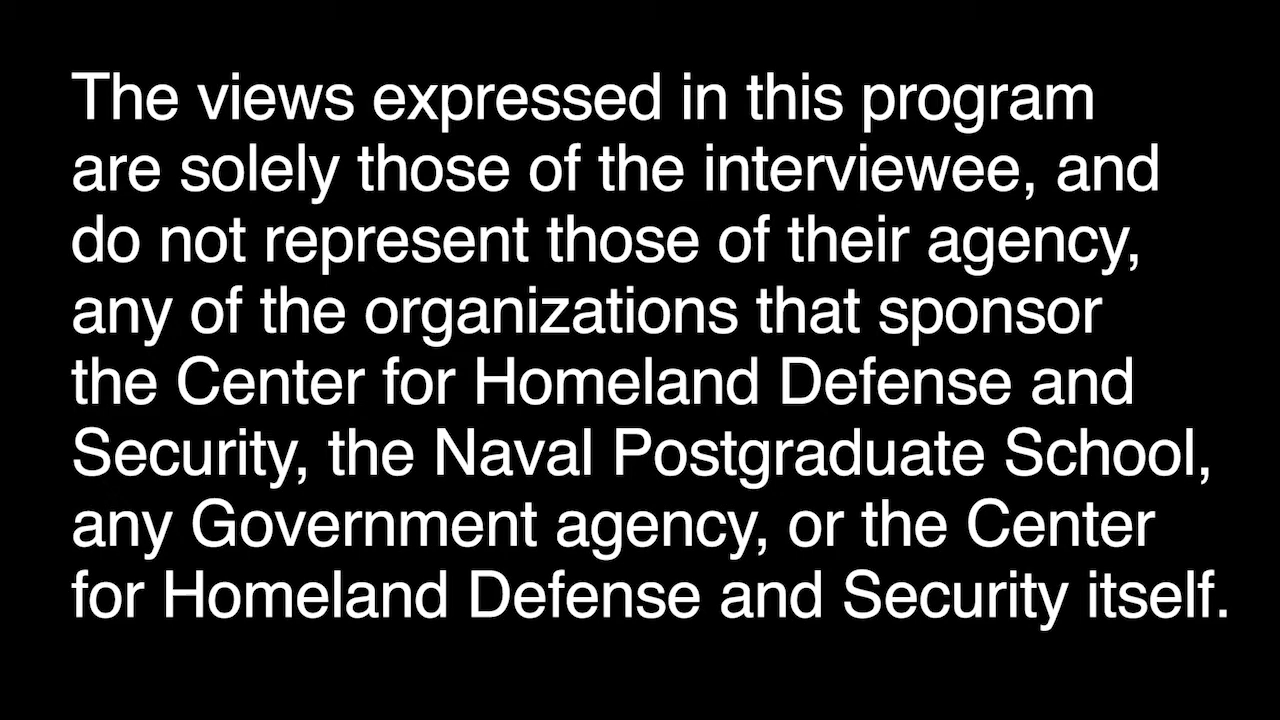 The views expressed in this program
are solely those of the interviewee, and
do not represent those of their agency,
any of the organizations that sponsor
the Center for Homeland Defense and
Security, the Naval Postgraduate School,
any Government agency, or the Center
for Homeland Defense and Security itself.